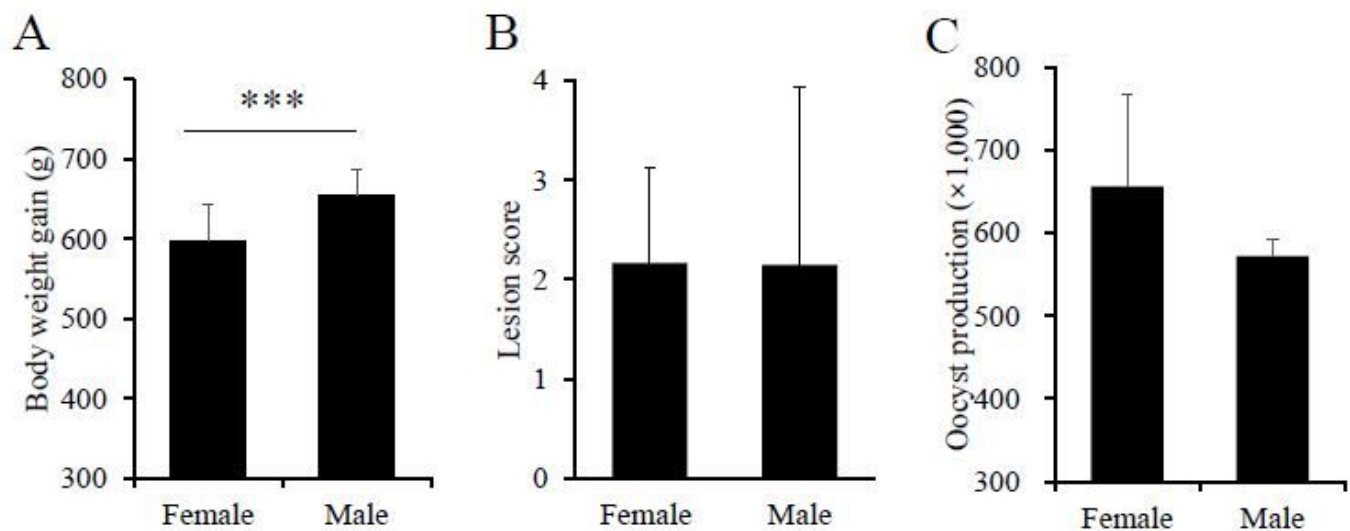 A
Body weight gain (g)
800
700
600
500
400
300
***
Female Male
B
Lesion score
4
3
2
1
0
Female Male
C
Oocyst production (×1,000)
800
700
600
500
400
300
Female Male